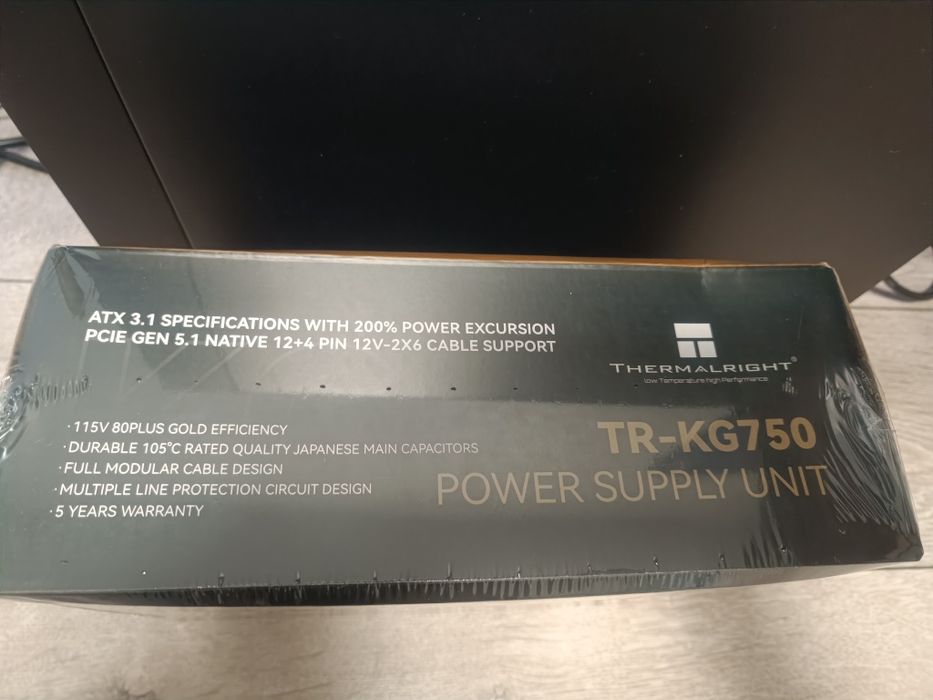 ATX 3.1 SPECIFICATIONS WITH 200% POWER EXCURSION
PCIE GEN 5.1 NATIVE 12+4 PIN 12V-2X6 CABLE SUPPORT
THERMALRIGHT®
low Temperature high Performance
·115V 80PLUS GOLD EFFICIENCY
·DURABLE 105℃ RATED QUALITY JAPANESE MAIN CAPACITORS
·FULL MODULAR CABLE DESIGN
·MULTIPLE LINE PROTECTION CIRCUIT DESIGN
·5 YEARS WARRANTY
TR-KG750
POWER SUPPLY UNIT